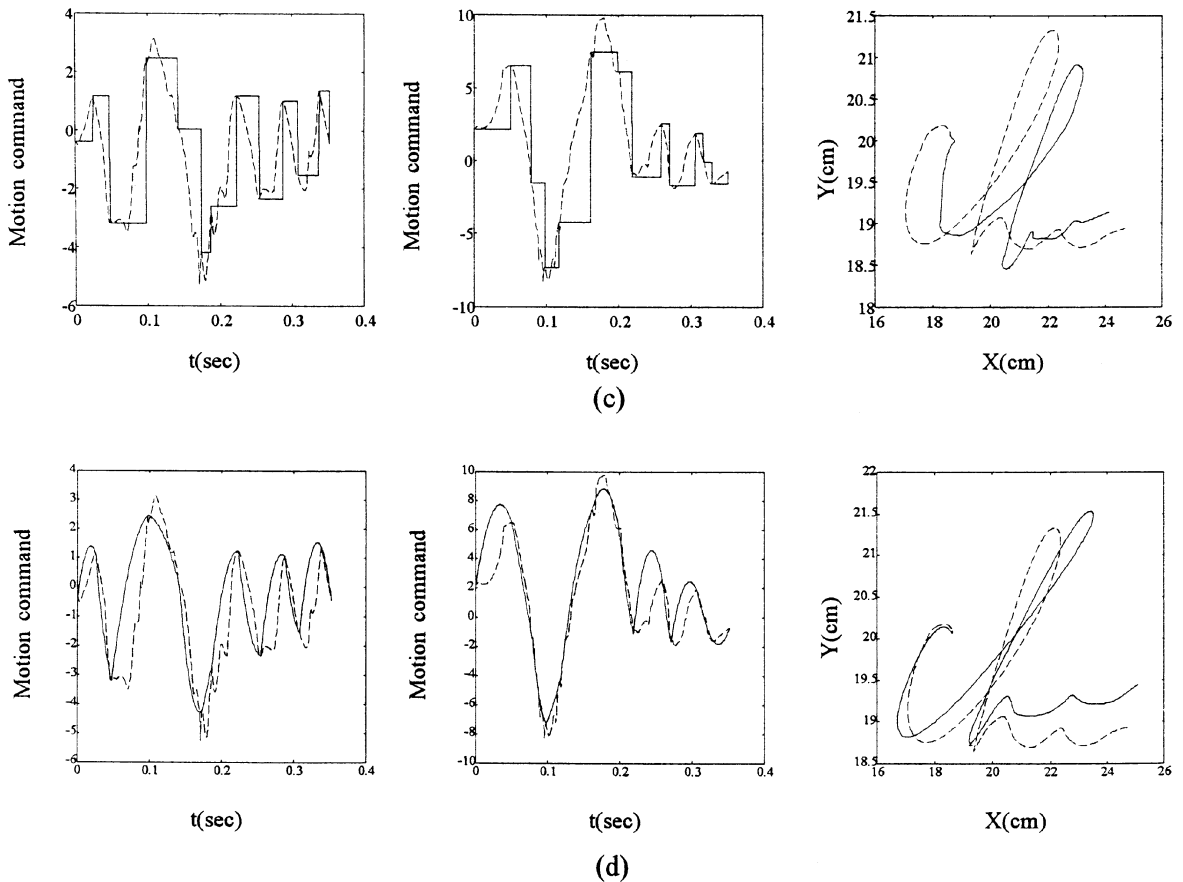 4
2
0
-2
-4
-6
0 0.1 0.2 0.3 0.4
Motion command
t(sec)
10
5
0
-5
-10
0 0.1 0.2 0.3 0.4
Motion command
t(sec)
21.5
21
20.5
20
19.5
19
18.5
18
16 18 20 22 24 26
Y(cm)
X(cm)
(c)
4
3
2
1
0
-1
-2
-3
-4
-5
-6
0 0.1 0.2 0.3 0.4
Motion command
t(sec)
10
8
6
4
2
0
-2
-4
-6
-8
-10
0 0.1 0.2 0.3 0.4
Motion command
t(sec)
22
21.5
21
20.5
20
19.5
19
18.5
16 18 20 22 24 26
Y(cm)
X(cm)
(d)